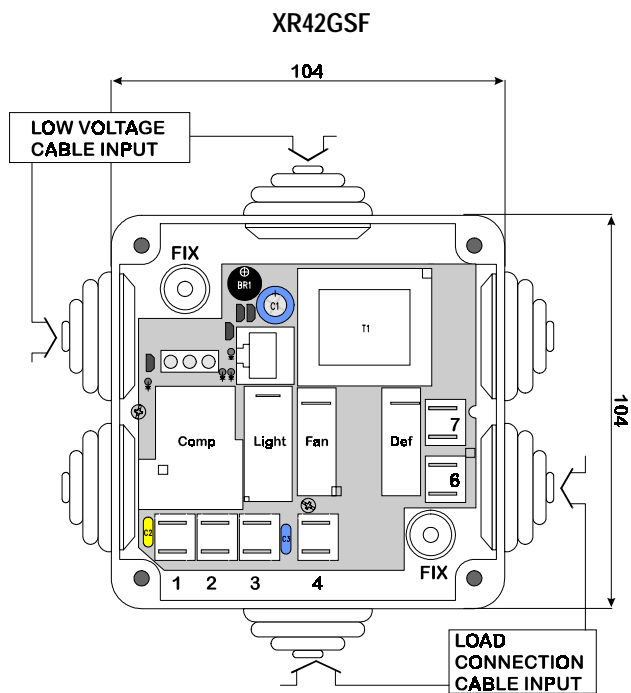 XR42GSF
104
LOW VOLTAGE
CABLE INPUT
FIX
BR1
C1
T1
104
7
Comp
Light
Fan
Def
6
C2
C3
1 2 3 4
FIX
LOAD
CONNECTION
CABLE INPUT